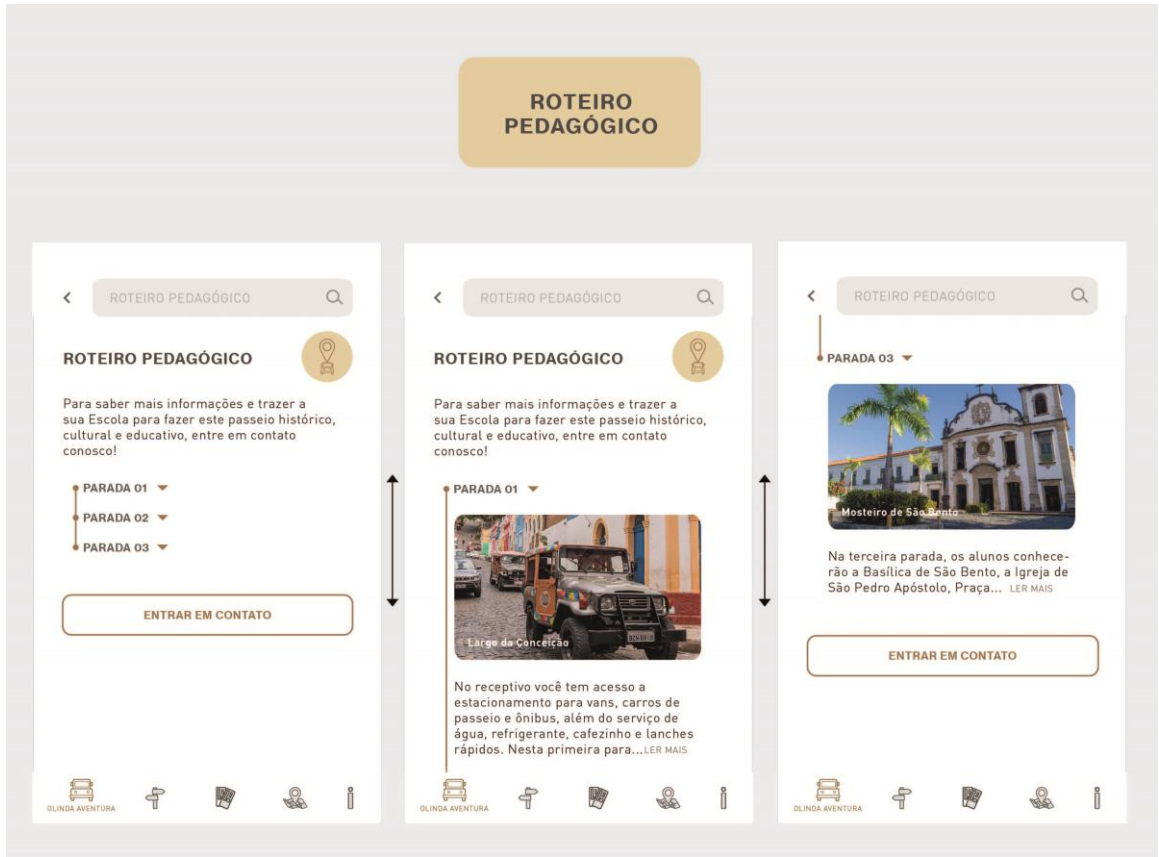 ROTEIRO
PEDAGÓGICO
ROTEIRO PEDAGÓGICO
ROTEIRO PEDAGÓGICO
Para saber mais informações e trazer a
sua Escola para fazer este passeio histórico,
cultural e educativo, entre em contato
conosco!
PARADA 01
PARADA 02
PARADA 03
ENTRAR EM CONTATO
OLINDA AVENTURA
ROTEIRO PEDAGÓGICO
ROTEIRO PEDAGÓGICO
Para saber mais informações e trazer a
sua Escola para fazer este passeio histórico,
cultural e educativo, entre em contato
conosco!
PARADA 01
Largo da Conceição
No receptivo você tem acesso a
estacionamento para vans, carros de
passeio e ônibus, além do serviço de
água, refrigerante, cafezinho e lanches
rápidos. Nesta primeira para...LER MAIS
OLINDA AVENTURA
ROTEIRO PEDAGÓGICO
PARADA 03
Mosteiro de São Bento
Na terceira parada, os alunos conhece-
rão a Basílica de São Bento, a Igreja de
São Pedro Apóstolo, Praça... LER MAIS
ENTRAR EM CONTATO
OLINDA AVENTURA